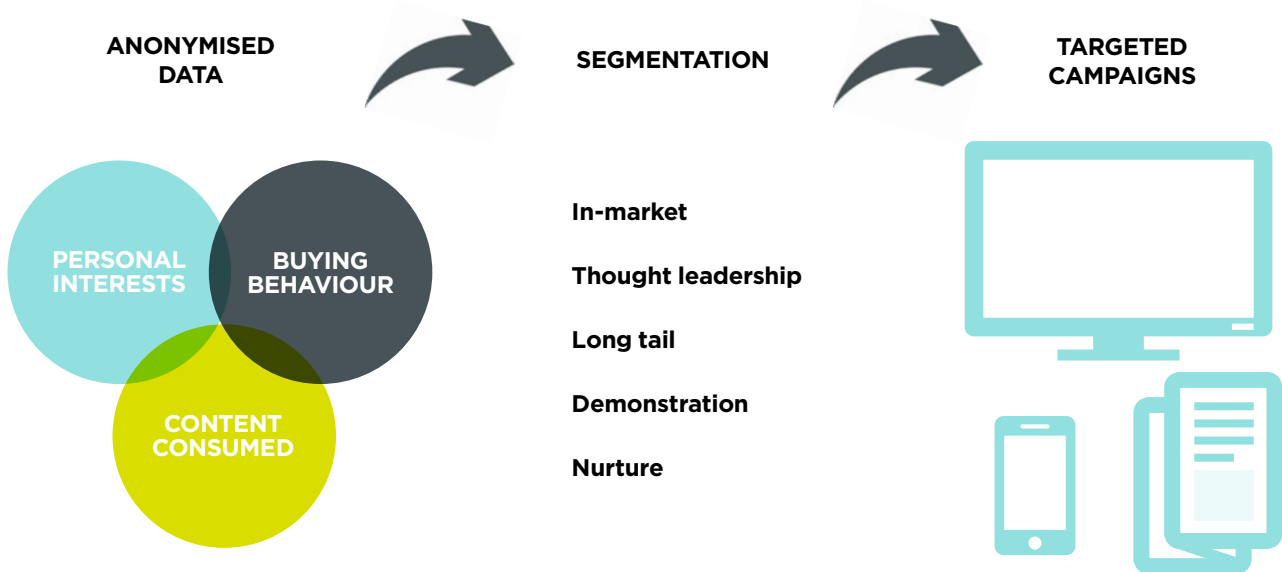 ANONYMISED
DATA
SEGMENTATION
TARGETED
CAMPAIGNS
PERSONAL
INTERESTS
BUYING
BEHAVIOUR
CONTENT
CONSUMED
In-market
Thought leadership
Long tail
Demonstration
Nurture